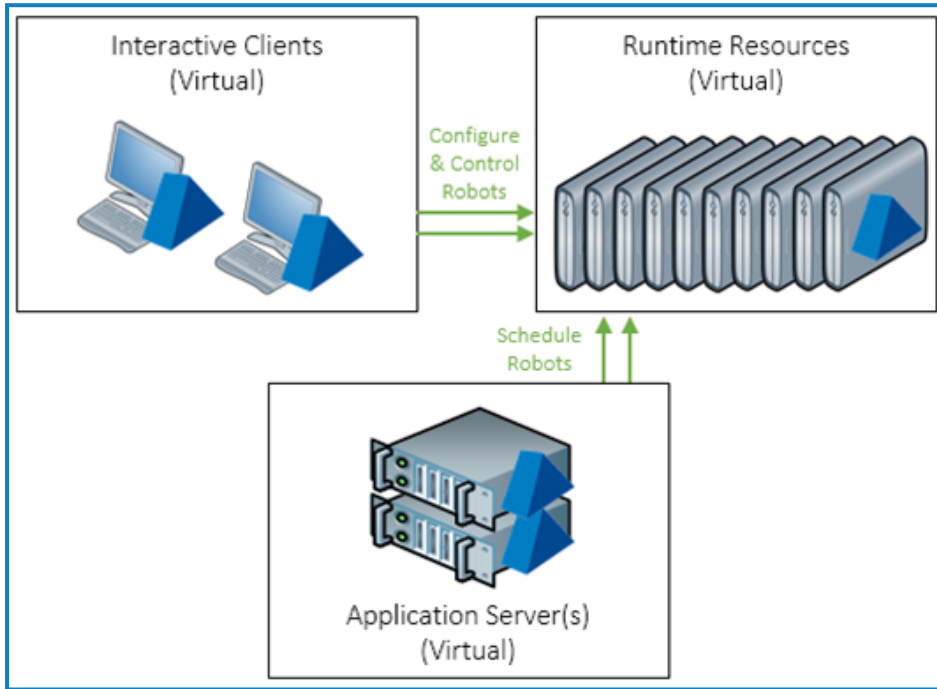 Interactive Clients
(Virtual)
Runtime Resources
(Virtual)
Configure
& Control
Robots
Schedule
Robots
Application Server(s)
(Virtual)